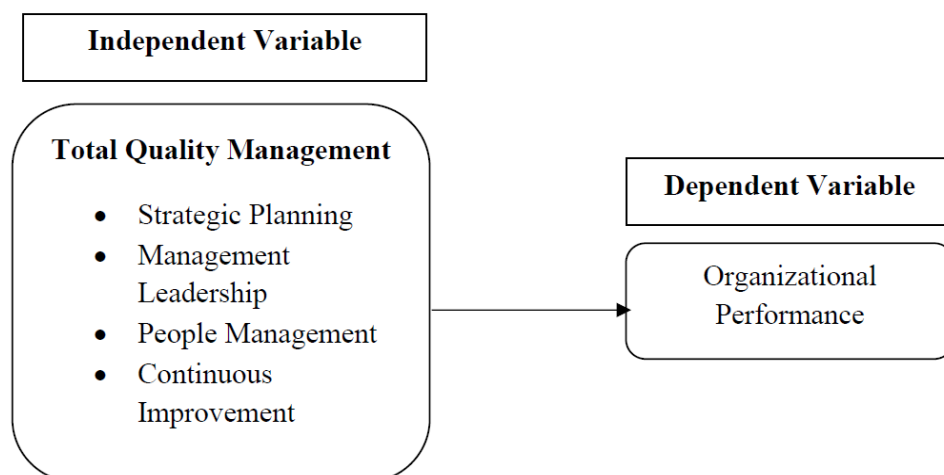 Independent Variable
Total Quality Management
• Strategic Planning
• Management
Leadership
• People Management
• Continuous
Improvement
Dependent Variable
Organizational
Performance